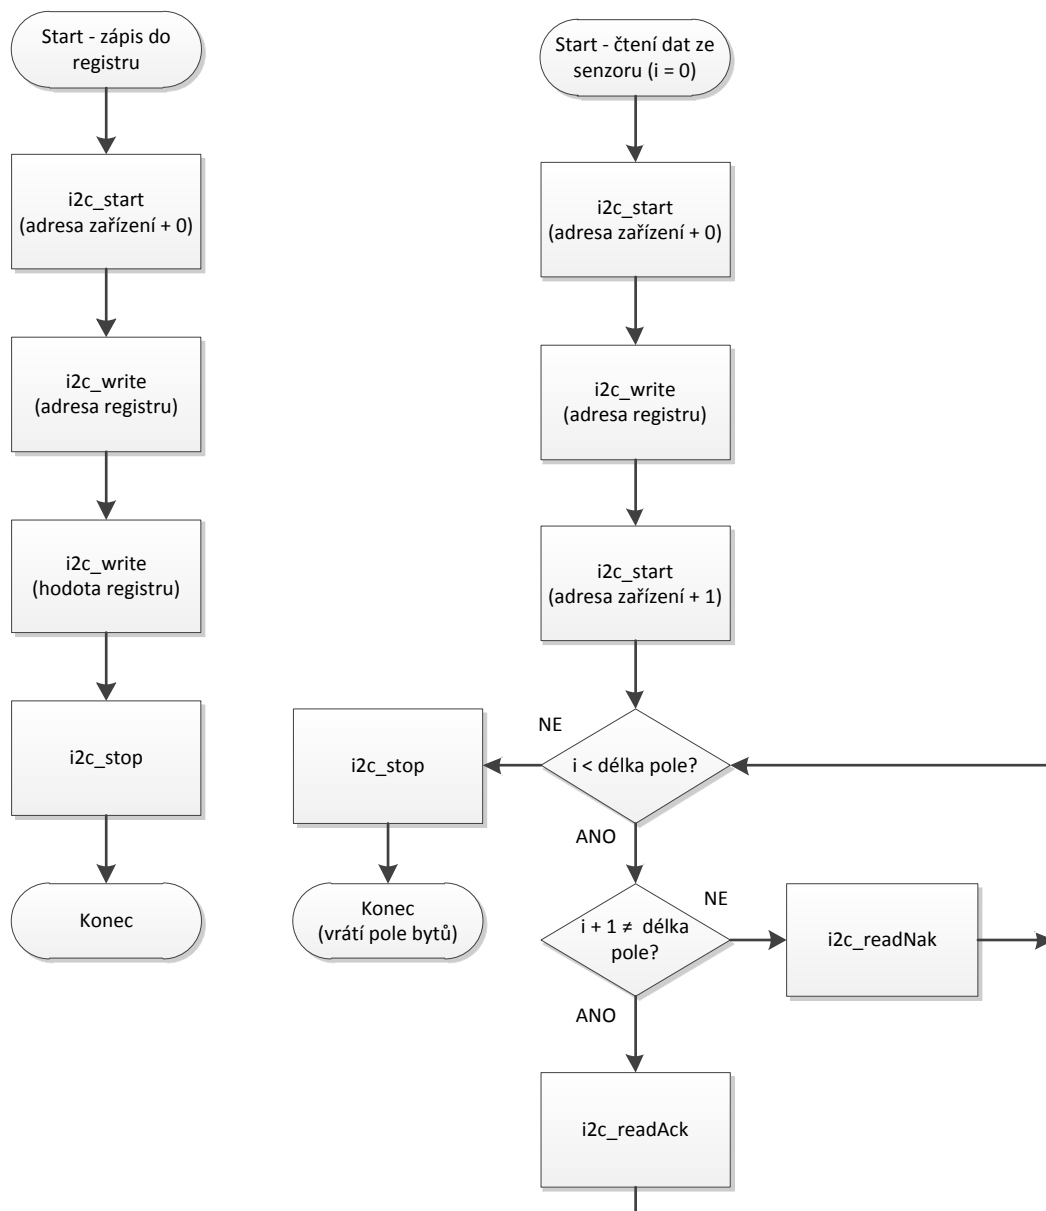 Start - zápis do
registru
i2c_start
(adresa zařízení + 0)
i2c_write
(adresa registru)
i2c_write
(hodota registru)
i2c_stop
Konec
Start - čtení dat ze
senzoru (i = 0)
i2c_start
(adresa zařízení + 0)
i2c_write
(adresa registru)
i2c_start
(adresa zařízení + 1)
i < délka pole?
NE
i2c_stop
Konec
(vrátí pole bytů)
ANO
i + 1 ≠ délka
pole?
NE
i2c_readNak
ANO
i2c_readAck